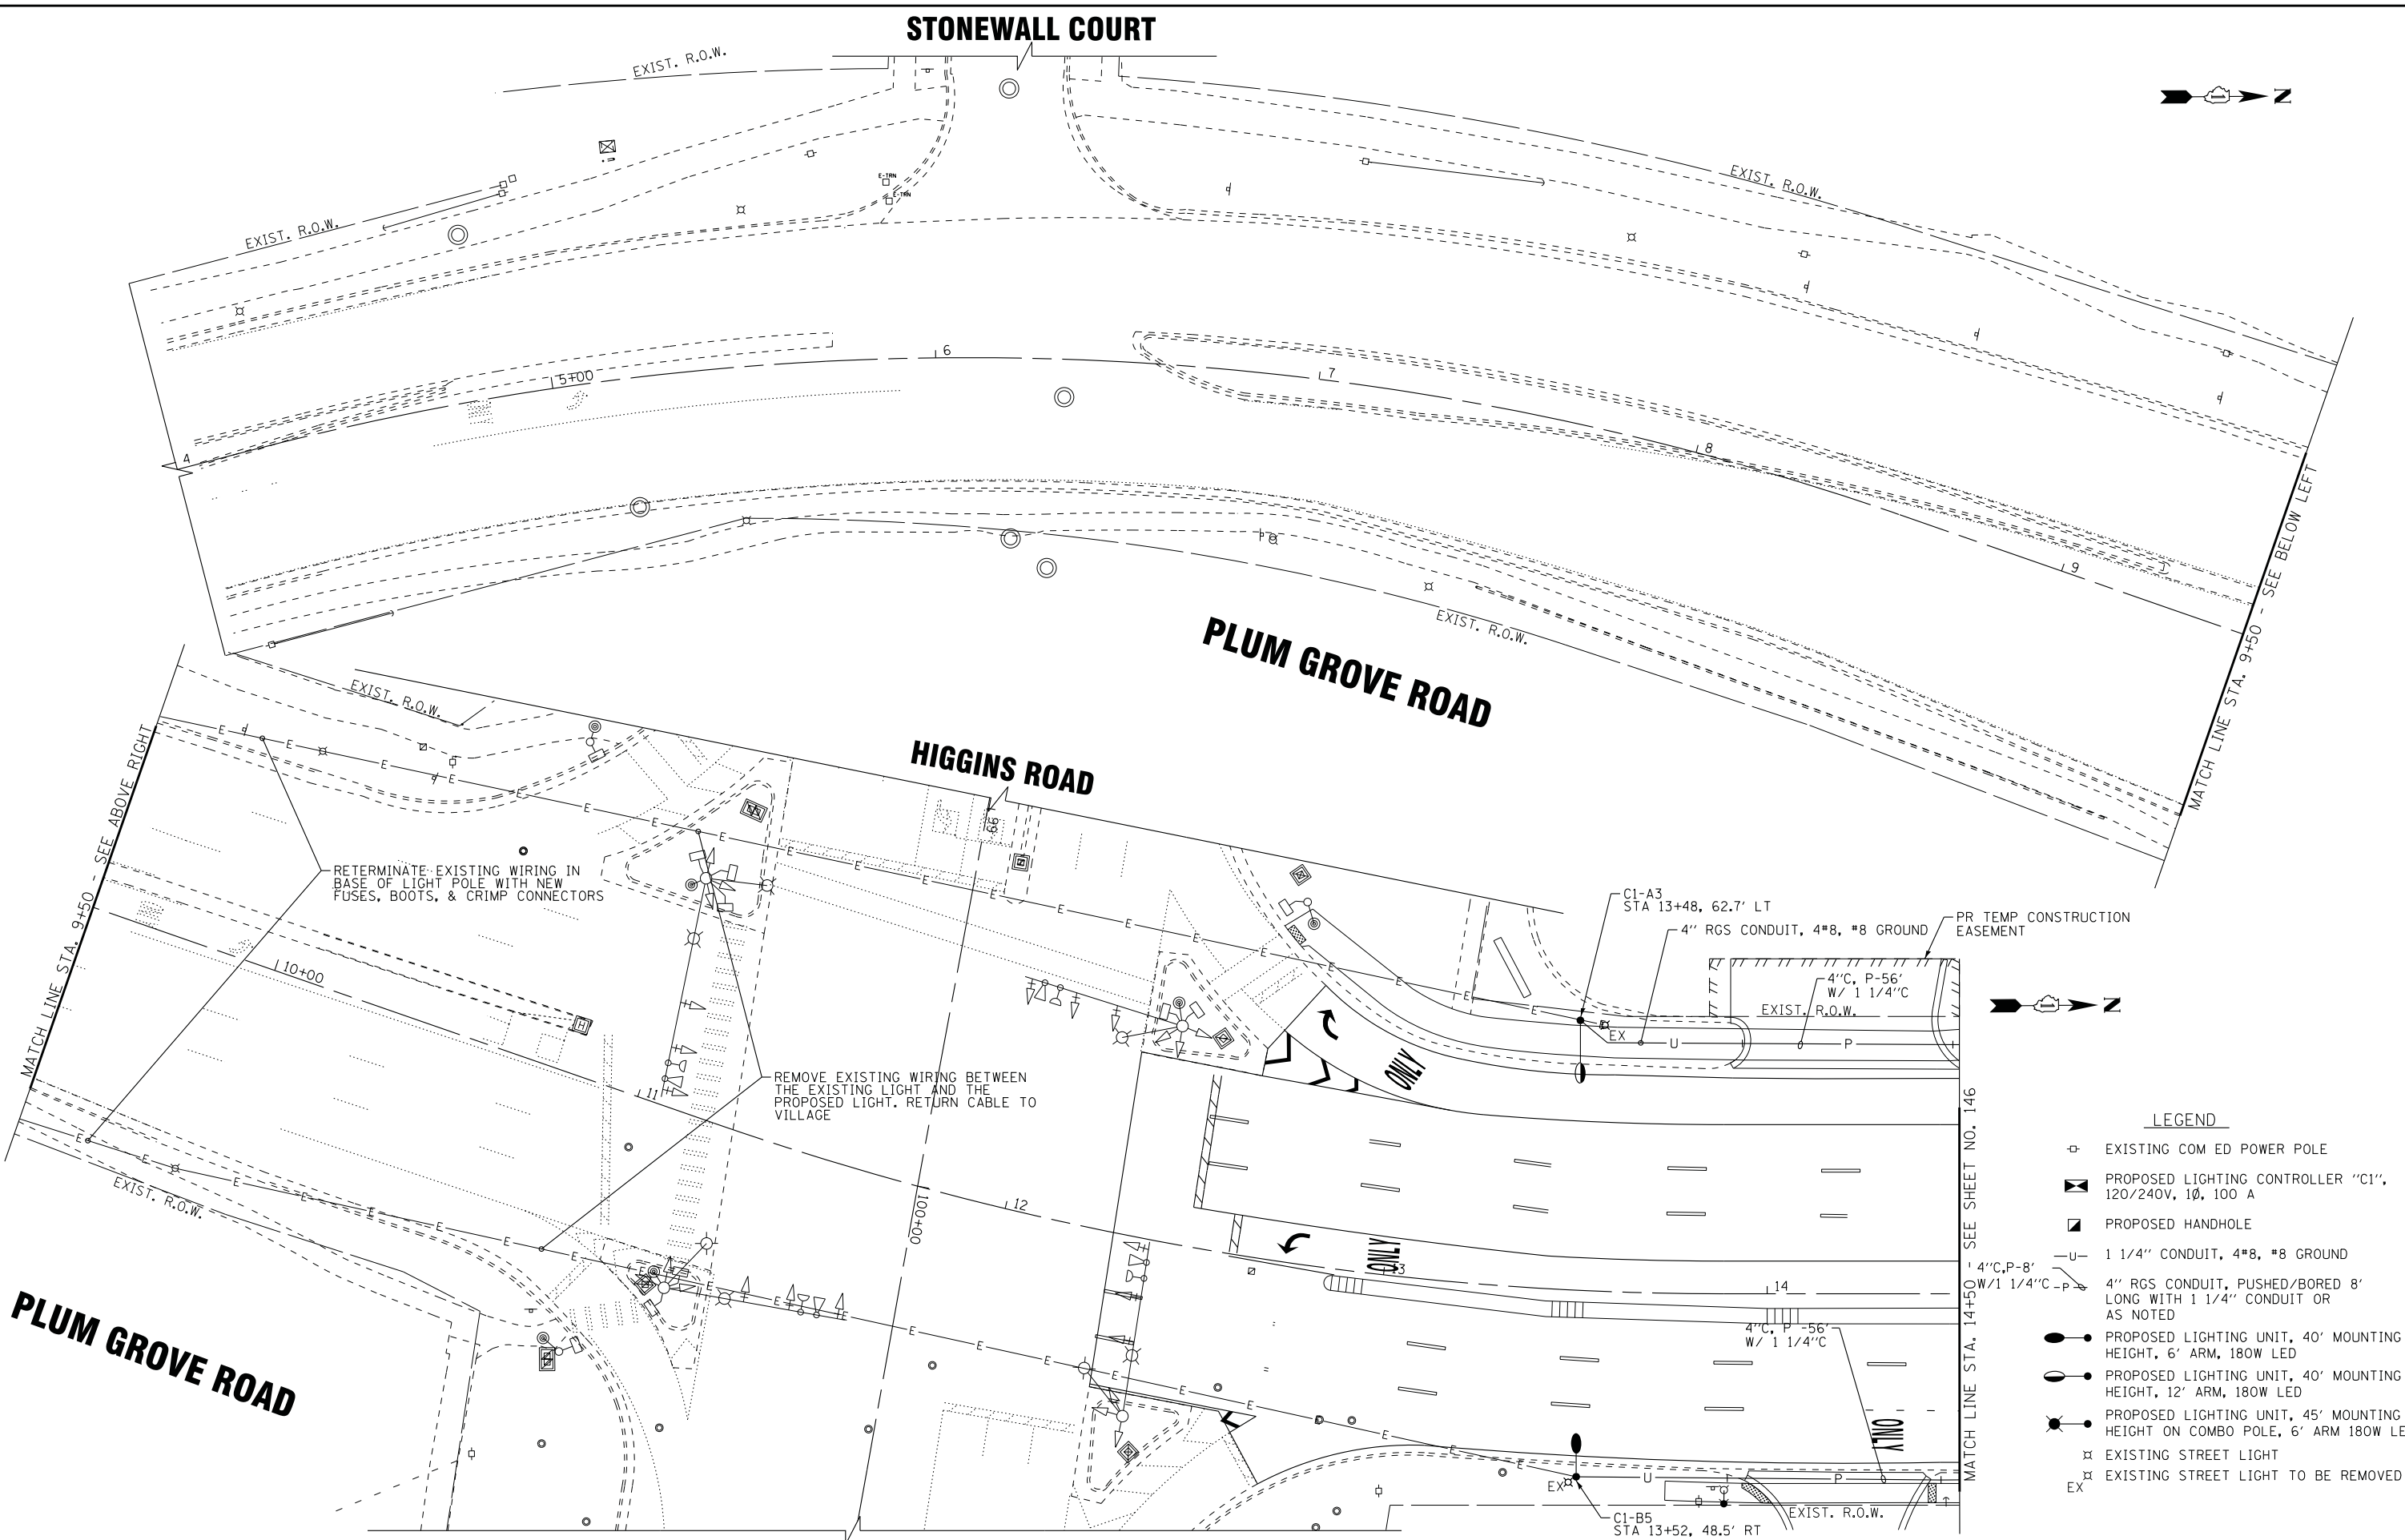 STONEWALL COURT
EXIST. R.O.W.
N
E-TRN
E-TRN
EXIST. R.O.W.
EXIST. R.O.W.
6
5+00
7
4
8
9
MATCH LINE STA. 9+50 - SEE BELOW LEFT
EXIST. R.O.W.
PLUM GROVE ROAD
EXIST. R.O.W.
HIGGINS ROAD
MATCH LINE STA. 9+50 - SEE ABOVE RIGHT
99
RETERMINATE EXISTING WIRING IN
BASE OF LIGHT POLE WITH NEW
FUSES, BOOTS, & CRIMP CONNECTORS
10+00
11
REMOVE EXISTING WIRING BETWEEN
THE EXISTING LIGHT AND THE
PROPOSED LIGHT. RETURN CABLE TO
VILLAGE
12
100+00
EXIST. R.O.W.
PLUM GROVE ROAD
C1-A3
STA 13+48, 62.7' LT
4" RGS CONDUIT, 4#8, #8 GROUND
PR TEMP CONSTRUCTION
EASEMENT
4"C, P-56'
W/ 1 1/4"C
EXIST. R.O.W.
EX
U
P
N
ONLY
ONLY
13
14
4"C, P -56'
W/ 1 1/4"C
ONLY
EX
U
P
EXIST. R.O.W.
C1-B5
STA 13+52, 48.5' RT
MATCH LINE STA. 14+50 - SEE SHEET NO. 146
LEGEND
EXISTING COM ED POWER POLE
PROPOSED LIGHTING CONTROLLER "C1",
120/240V, 1Ø, 100 A
PROPOSED HANDHOLE
U 1 1/4" CONDUIT, 4#8, #8 GROUND
4"C,P-8'
W/1 1/4"C
P 4" RGS CONDUIT, PUSHED/BORED 8'
LONG WITH 1 1/4" CONDUIT OR
AS NOTED
PROPOSED LIGHTING UNIT, 40' MOUNTING
HEIGHT, 6' ARM, 180W LED
PROPOSED LIGHTING UNIT, 40' MOUNTING
HEIGHT, 12' ARM, 180W LED
PROPOSED LIGHTING UNIT, 45' MOUNTING
HEIGHT ON COMBO POLE, 6' ARM 180W LE
EXISTING STREET LIGHT
EX EXISTING STREET LIGHT TO BE REMOVED